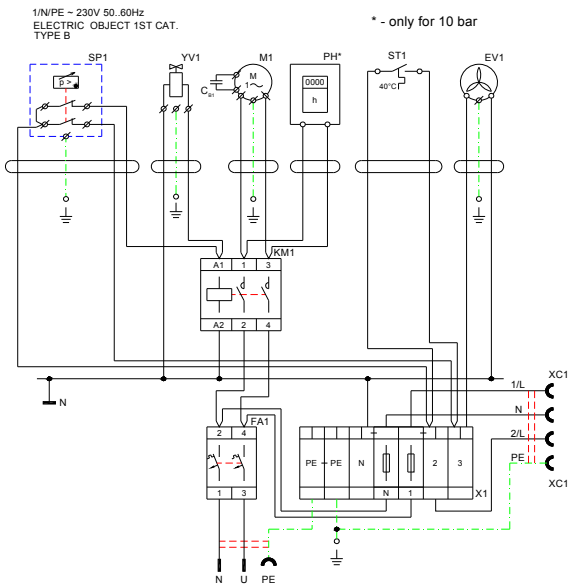 1/N/PE ~ 230V 50..60Hz
ELECTRIC OBJECT 1ST CAT.
TYPE B
* - only for 10 bar
SP1
YV1
M1
PH*
ST1
EV1
p >
C B1
M
1 ~
0000
h
40°C
KM1
A1 1 3
A2 2 4
N
XC1
1/L
N
2/L
PE
XC1
FA1
2 4
1 3
PE PE N 2 3
N 1
X1
N U PE